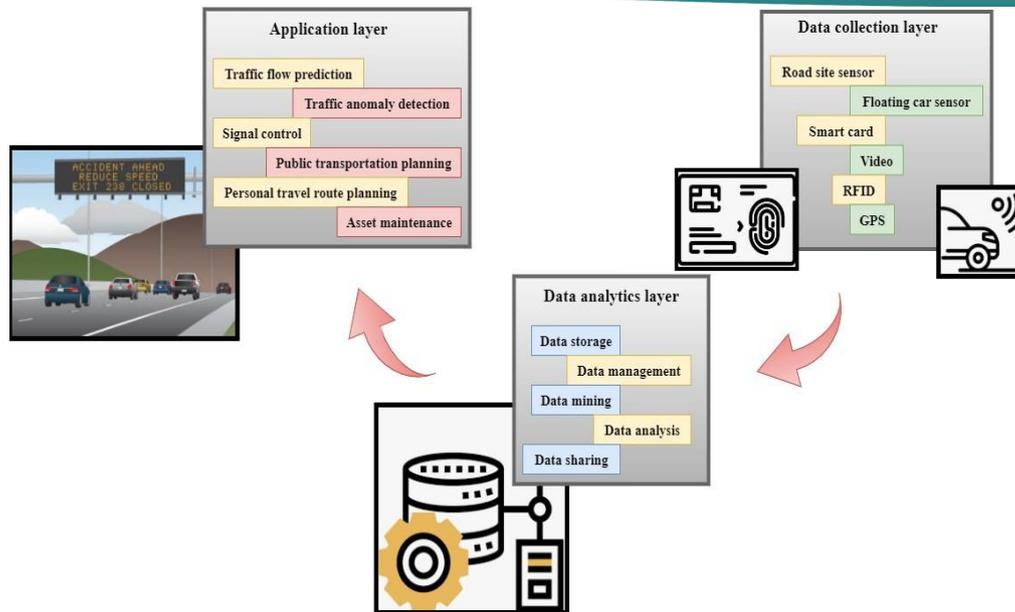 Application layer
Traffic flow prediction
Traffic anomaly detection
Signal control
Public transportation planning
Personal travel route planning
Asset maintenance
ACCIDENT AHEAD
REDUCE SPEED
EXIT 230 CLOSED
Data collection layer
Road site sensor
Floating car sensor
Smart card
Video
RFID
GPS
Data analytics layer
Data storage
Data management
Data mining
Data analysis
Data sharing